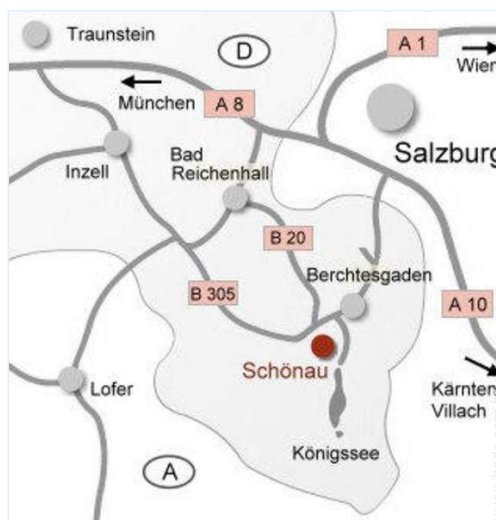 Traunstein
D
A 1
Wien
München
A 8
Salzburg
Inzell
Bad
Reichenhall
B 20
Berchtesgaden
B 305
A 10
Schönau
Lofer
Kärnten
Villach
Königssee
A